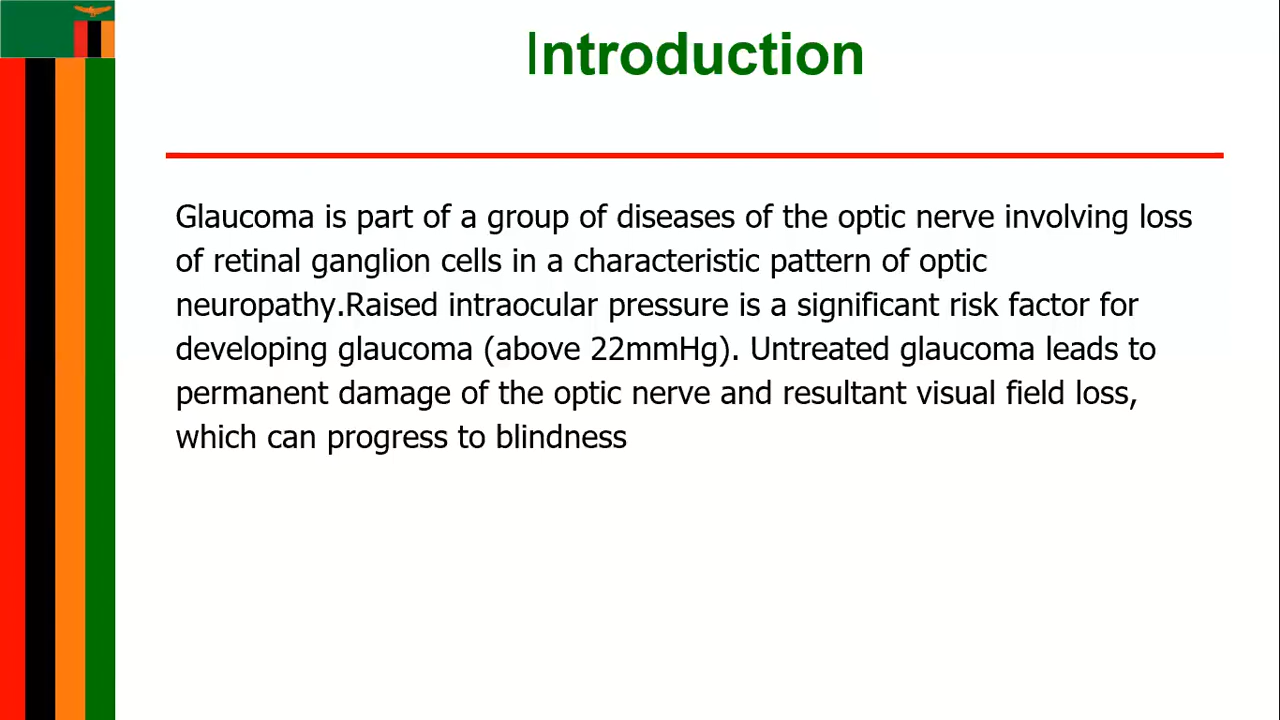 Introduction
Glaucoma is part of a group of diseases of the optic nerve involving loss
of retinal ganglion cells in a characteristic pattern of optic
neuropathy.Raised intraocular pressure is a significant risk factor for
developing glaucoma (above 22mmHg). Untreated glaucoma leads to
permanent damage of the optic nerve and resultant visual field loss,
which can progress to blindness